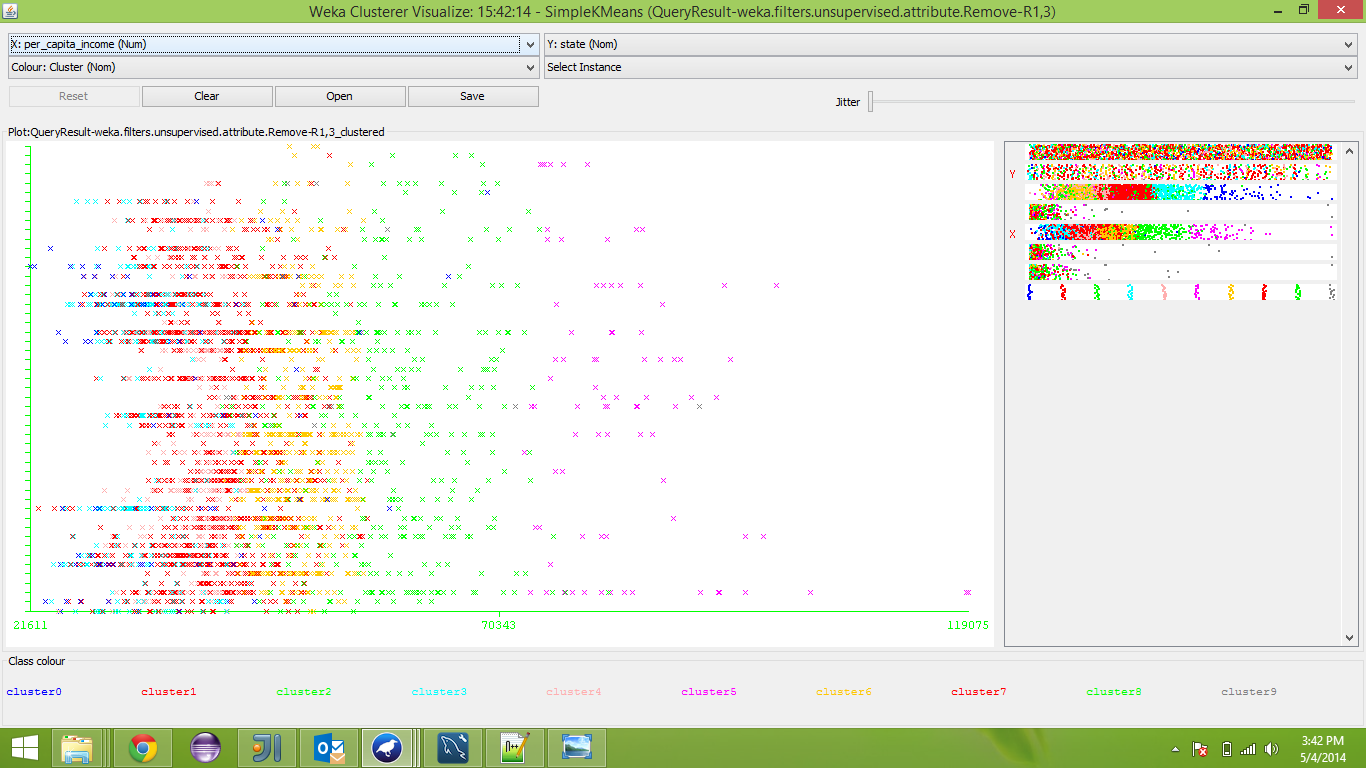 Weka Clusterer Visualize: 15:42:14 - SimpleKMeans (QueryResult-weka.filters.unsupervised.attribute.Remove-R1,3)
X: per_capita_income (Num)
Y: state (Nom)
Colour: Cluster (Nom)
Select Instance
Reset
Clear
Open
Save
Jitter
Plot:QueryResult-weka.filters.unsupervised.attribute.Remove-R1,3_clustered
Y
X
21611
70343
119075
Class colour
cluster0
cluster1
cluster2
cluster3
cluster4
cluster5
cluster6
cluster7
cluster8
cluster9
3:42 PM
5/4/2014